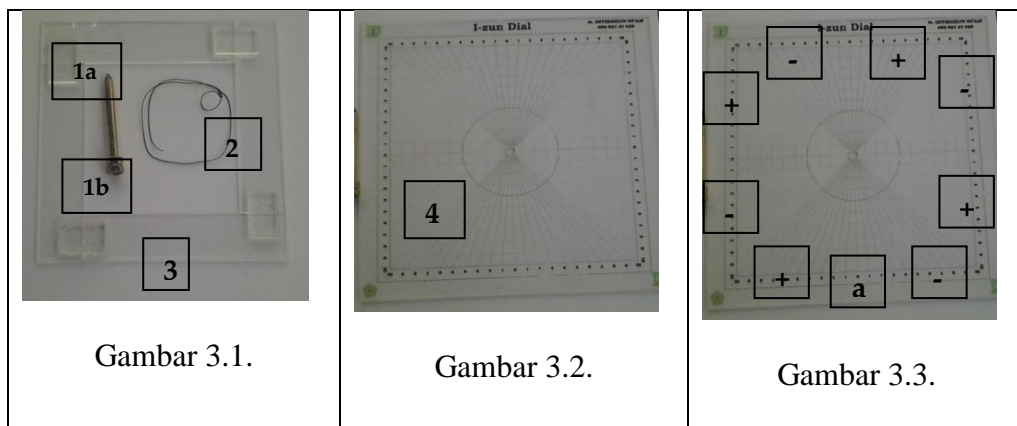 1a
2
1b
3
Gambar 3.1.
I-zun Dial
4
Gambar 3.2.
I-zun Dial
-
+
-
+
-
+
+
a
-
Gambar 3.3.